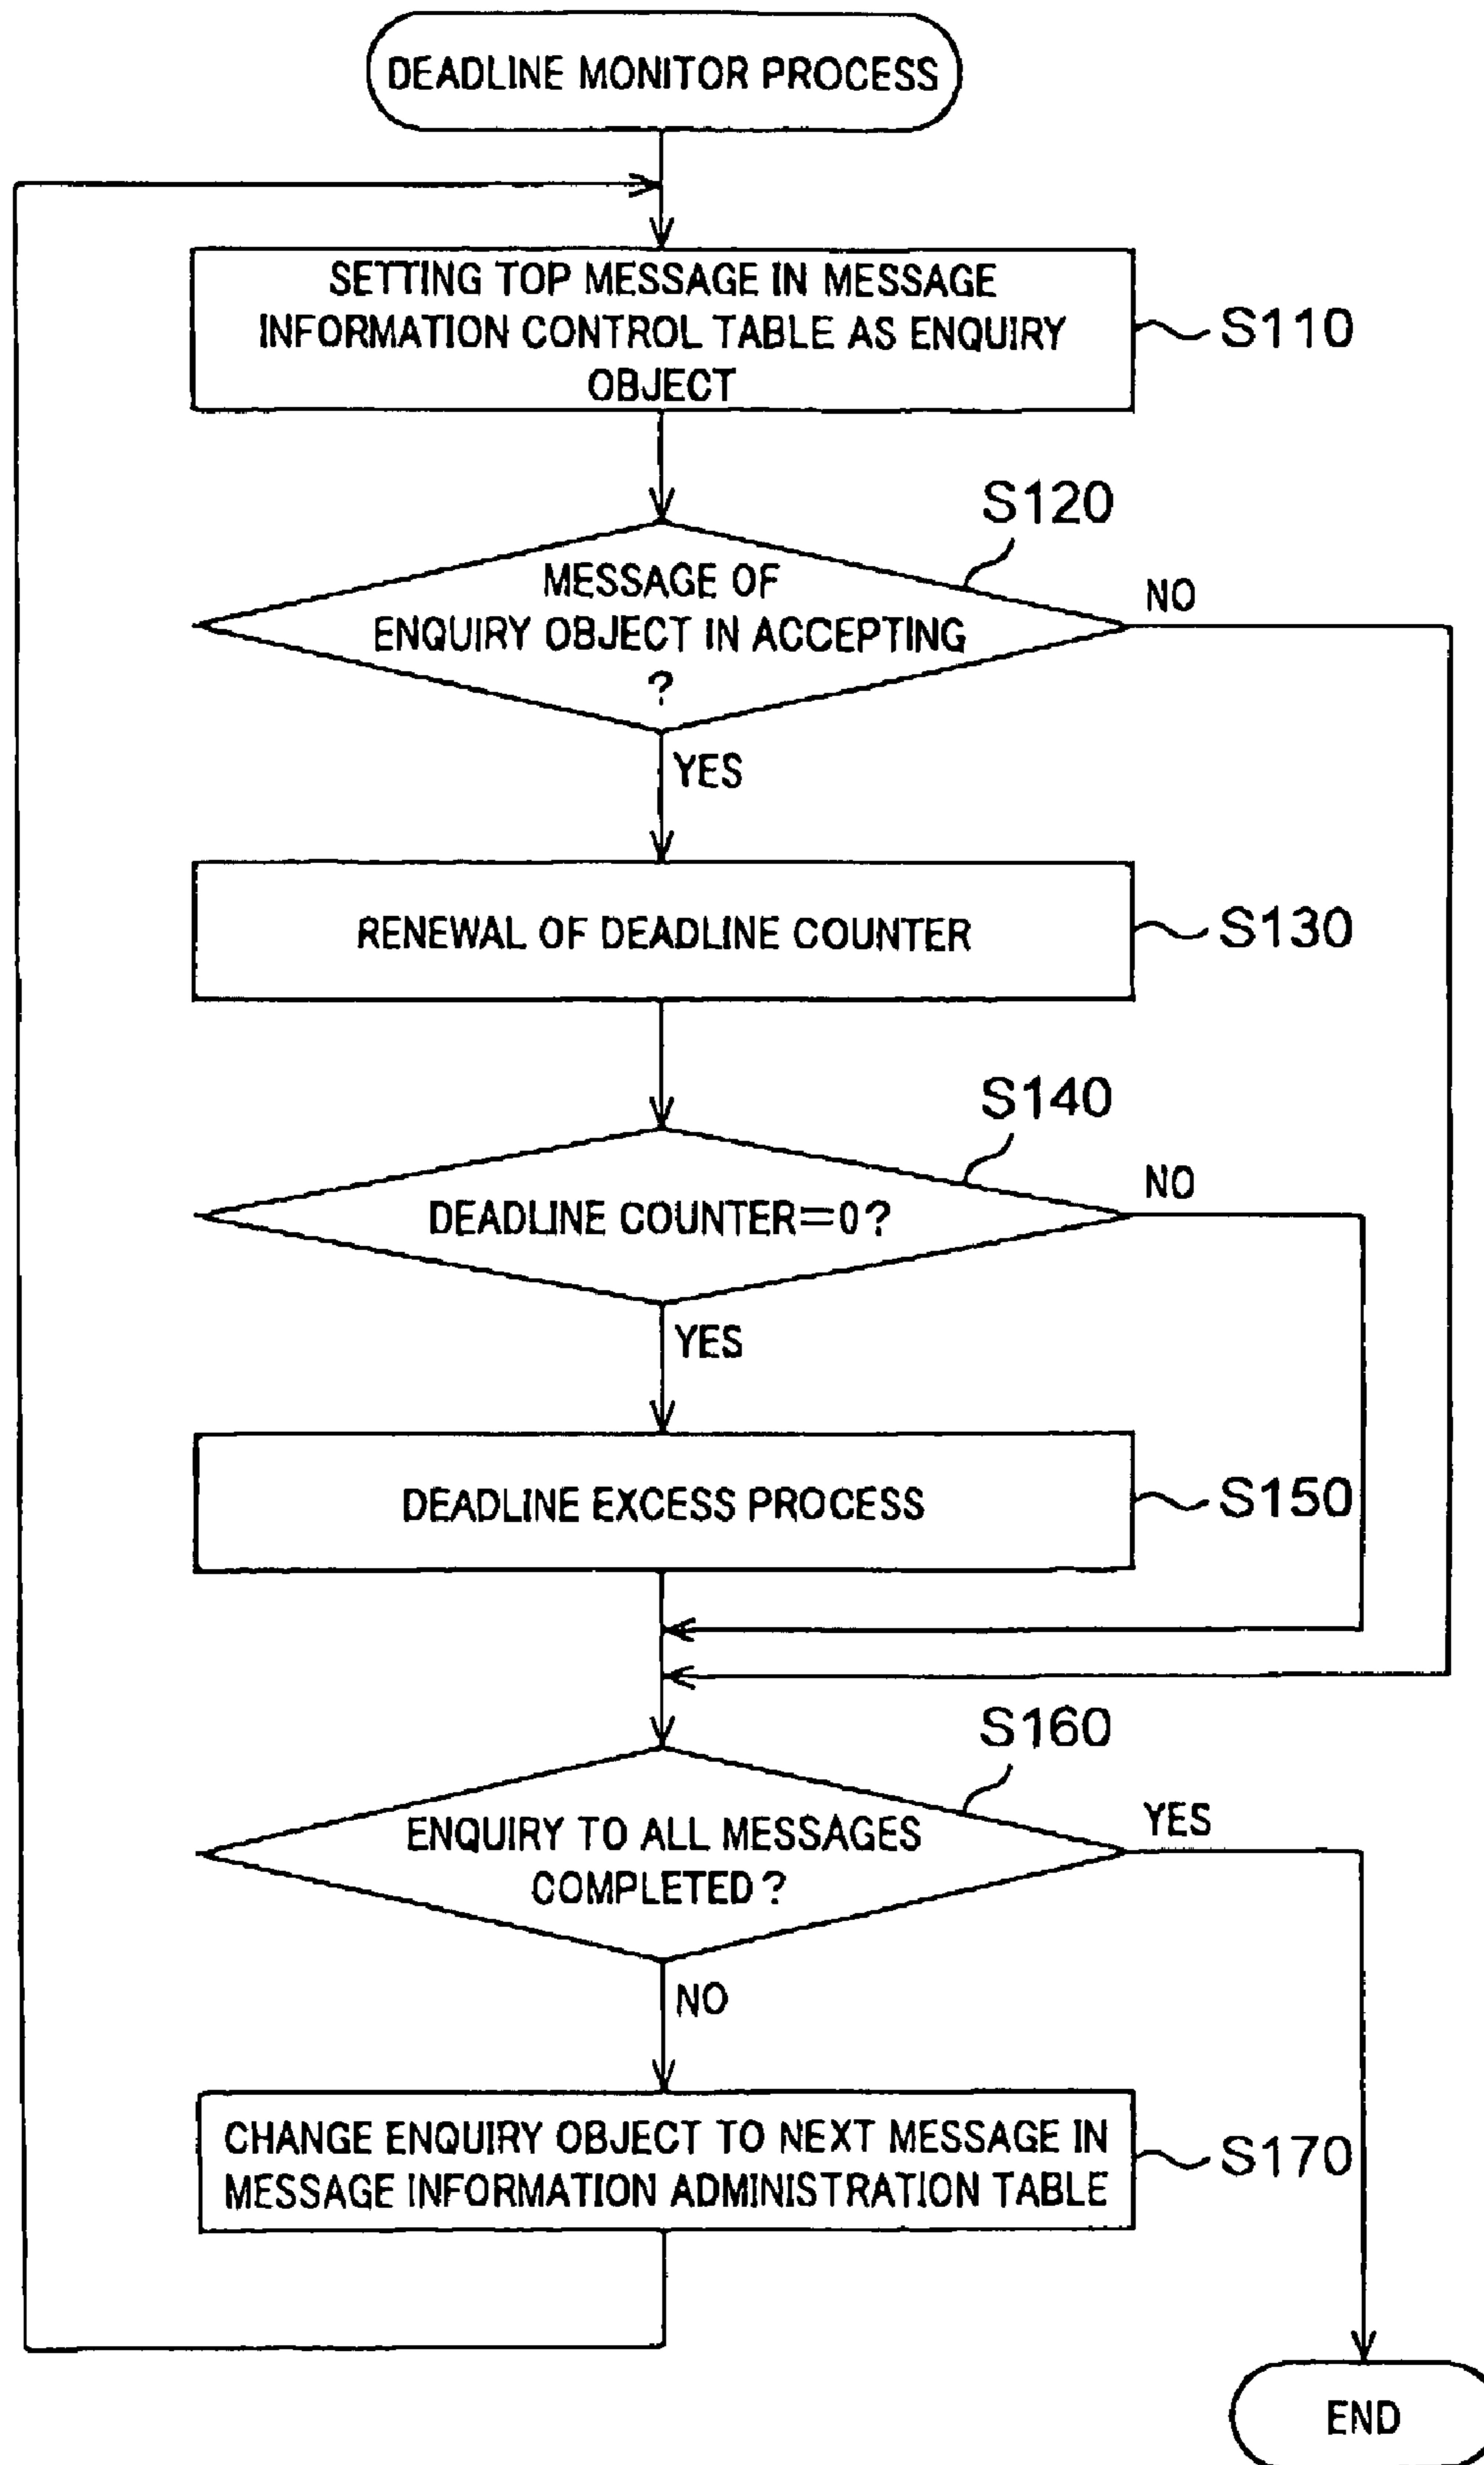 DEADLINE MONITOR PROCESS
SETTING TOP MESSAGE IN MESSAGE
INFORMATION CONTROL TABLE AS ENQUIRY
OBJECT
S110
S120
MESSAGE OF
ENQUIRY OBJECT IN ACCEPTING
?
NO
YES
RENEWAL OF DEADLINE COUNTER
S130
S140
DEADLINE COUNTER=0?
NO
YES
DEADLINE EXCESS PROCESS
S150
S160
ENQUIRY TO ALL MESSAGES
COMPLETED?
YES
NO
CHANGE ENQUIRY OBJECT TO NEXT MESSAGE IN
MESSAGE INFORMATION ADMINISTRATION TABLE
S170
END